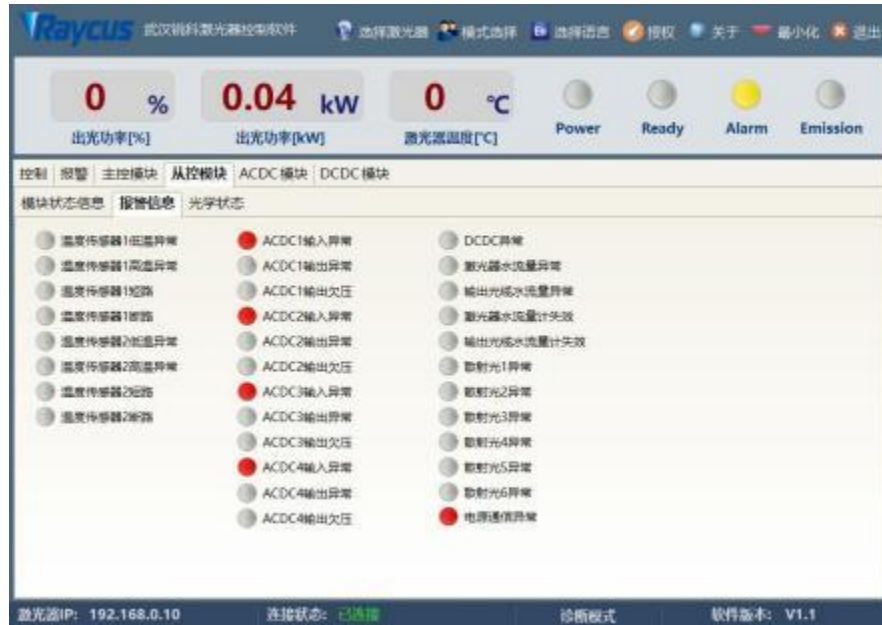 Raycus 武汉锐科激光器控制软件 选择激光器 模式选择 选择语言 授权 关于 最小化 退出
0 % 0.04 kW 0 ℃
出光功率[%] 出光功率[kW] 激光器温度[℃] Power Ready Alarm Emission
控制 报警 主控模块 从控模块 ACDC模块 DCDC模块
模块状态信息 报警信息 光学状态
温度传感器1低温异常 ACDC1输入异常 DCDC异常
温度传感器1高温异常 ACDC1输出异常 激光器水流量异常
温度传感器1短路 ACDC1输出欠压 输出光缆水流量异常
温度传感器1断路 ACDC2输入异常 激光器水流量计失效
温度传感器2低温异常 ACDC2输出异常 输出光缆水流量计失效
温度传感器2高温异常 ACDC2输出欠压 散射光1异常
温度传感器2短路 ACDC3输入异常 散射光2异常
温度传感器2断路 ACDC3输出异常 散射光3异常
ACDC3输出欠压 散射光4异常
ACDC4输入异常 散射光5异常
ACDC4输出异常 散射光6异常
ACDC4输出欠压 电源通信异常
激光器IP: 192.168.0.10 连接状态: 已连接 诊断模式 软件版本: V1.1